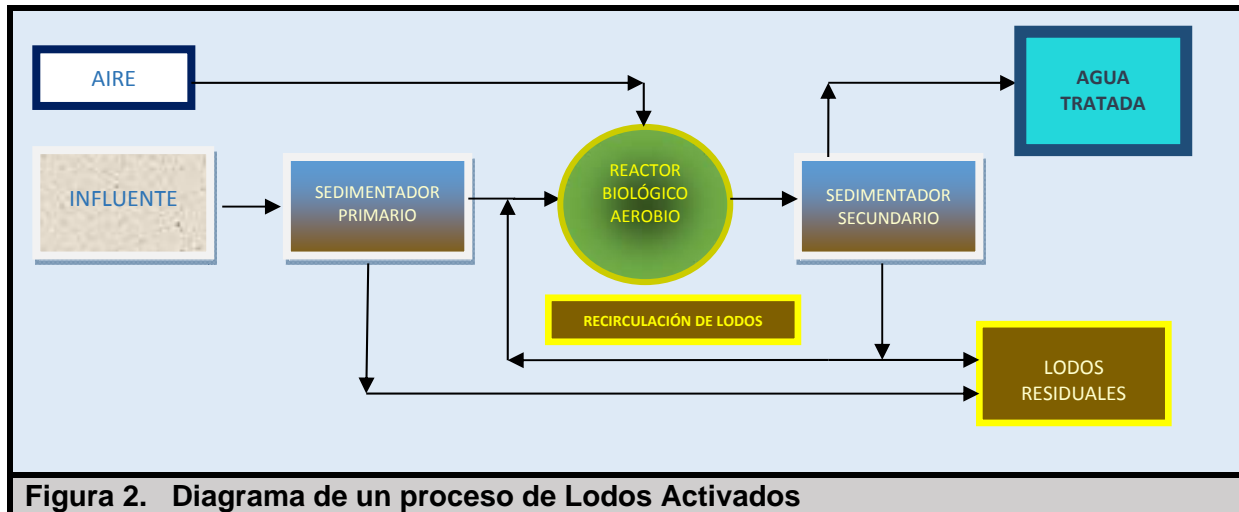 AIRE
AGUA
TRATADA
INFLUENTE
SEDIMENTADOR
PRIMARIO
REACTOR
BIOLÓGICO
AEROBIO
SEDIMENTADOR
SECUNDARIO
RECIRCULACIÓN DE LODOS
LODOS
RESIDUALES
Figura 2. Diagrama de un proceso de Lodos Activados